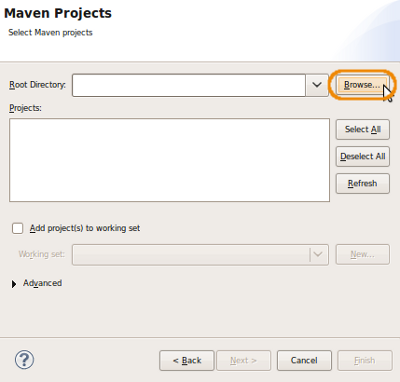 Maven Projects
Select Maven projects
Root Directory: Browse...
Projects:
Select All
Deselect All
Refresh
Add project(s) to working set
Working set: New...
Advanced
? < Back Next > Cancel Finish